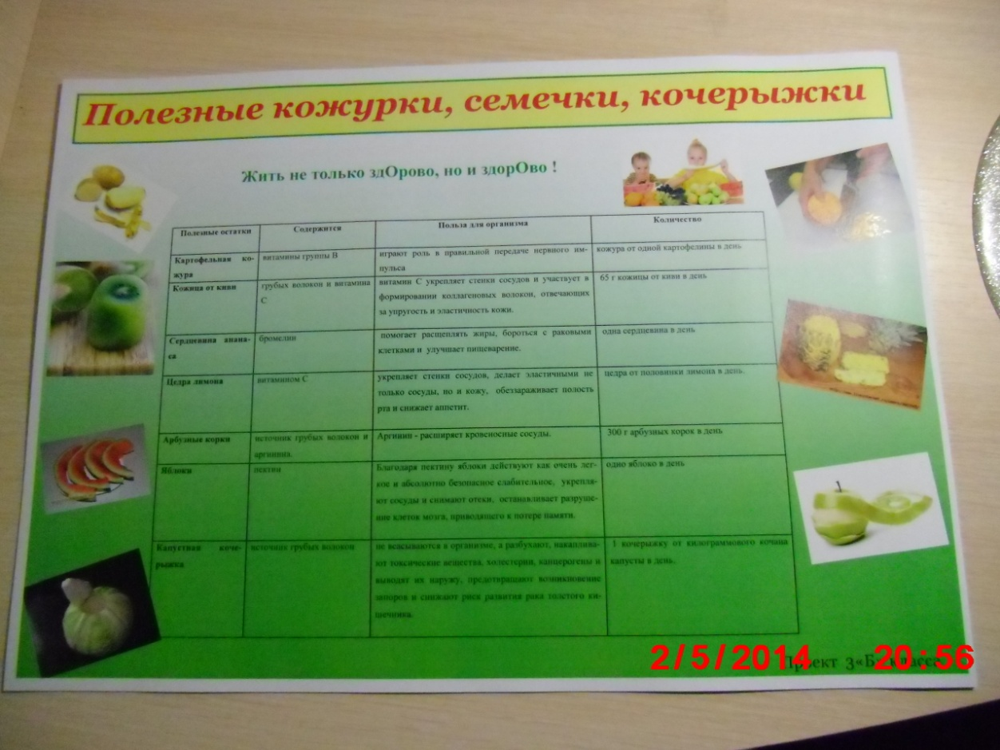 Полезные кожурки, семечки, кочерыжки
Жить не только здОрово, но и здорОво !
Полезные остатки Содержится Польза для организма Количество
Картофельная ко-
жура
витамины группы В
играют роль в правильной передаче нервного им-
пульса
кожура от одной картофелины в день
Кожица от киви
грубых волокон и витамина
С
витамин С укрепляет стенки сосудов и участвует в
формировании коллагеновых волокон, отвечающих
за упругость и эластичность кожи.
65 г кожицы от киви в день
Сердцевина анана-
са
бромелин
помогает расщеплять жиры, бороться с раковыми
клетками и улучшает пищеварение.
одна сердцевина в день
Цедра лимона
витамином С
укрепляет стенки сосудов, делает эластичными не
только сосуды, но и кожу, обеззараживает полость
рта и снижает аппетит.
цедра от половинки лимона в день.
Арбузные корки
источник грубых волокон и
аргинина.
Аргинин - расширяет кровеносные сосуды.
300 г арбузных корок в день
Яблоки
пектин
Благодаря пектину яблоки действуют как очень лег-
кое и абсолютно безопасное слабительное, укрепля-
ют сосуды и снимают отеки, останавливает разруше-
ние клеток мозга, приводящего к потере памяти.
одно яблоко в день
Капустная коче-
рыжка
источник грубых волокон
не всасываются в организме, а разбухают, накаплива-
ют токсические вещества, холестерин, канцерогены и
выводят их наружу, предотвращают возникновение
запоров и снижают риск развития рака толстого ки-
шечника.
1 кочерыжку от килограммового кочана
капусты в день.
Проект 3«Б» класса
2/5/2014 20:56